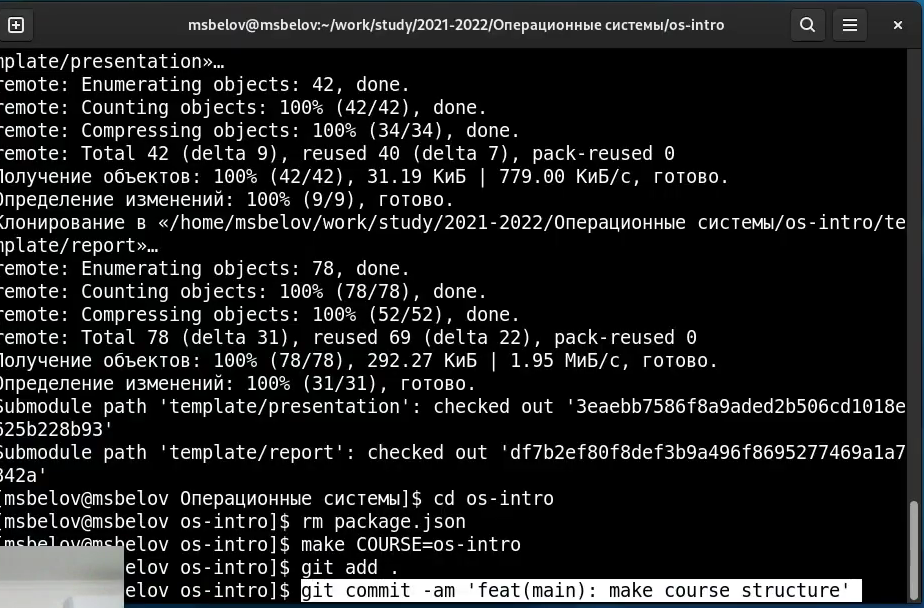 msbelov@msbelov:~/work/study/2021-2022/Операционные системы/os-intro
mplate/presentation»…
remote: Enumerating objects: 42, done.
remote: Counting objects: 100% (42/42), done.
remote: Compressing objects: 100% (34/34), done.
remote: Total 42 (delta 9), reused 40 (delta 7), pack-reused 0
Получение объектов: 100% (42/42), 31.19 КиБ | 779.00 КиБ/с, готово.
Определение изменений: 100% (9/9), готово.
Клонирование в «/home/msbelov/work/study/2021-2022/Операционные системы/os-intro/te
mplate/report»…
remote: Enumerating objects: 78, done.
remote: Counting objects: 100% (78/78), done.
remote: Compressing objects: 100% (52/52), done.
remote: Total 78 (delta 31), reused 69 (delta 22), pack-reused 0
Получение объектов: 100% (78/78), 292.27 КиБ | 1.95 МиБ/с, готово.
Определение изменений: 100% (31/31), готово.
Submodule path 'template/presentation': checked out '3eaebb7586f8a9aded2b506cd1018e
625b228b93'
Submodule path 'template/report': checked out 'df7b2ef80f8def3b9a496f8695277469a1a7
842a'
[msbelov@msbelov Операционные системы]$ cd os-intro
[msbelov@msbelov os-intro]$ rm package.json
[msbelov@msbelov os-intro]$ make COURSE=os-intro
elov os-intro]$ git add .
elov os-intro]$ git commit -am 'feat(main): make course structure'